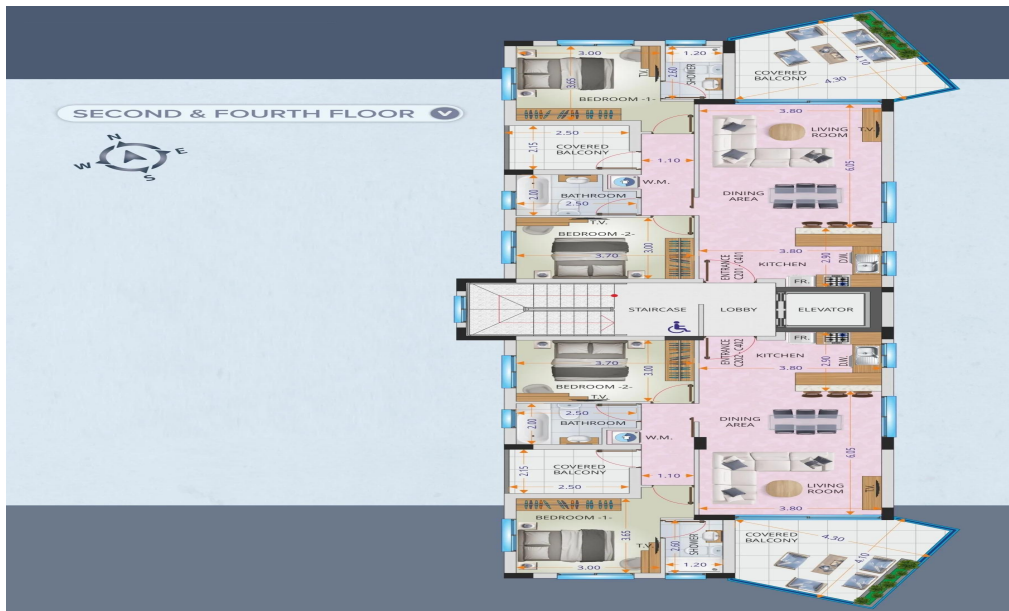 SECOND & FOURTH FLOOR
N
W
E
S
3.00
1.20
3.65
T.V.
2.60
SHOWER
COVERED
BALCONY
4.10
4.30
BEDROOM -1-
3.80
LIVING
ROOM
T.V.
2.50
2.15
COVERED
BALCONY
1.10
6.05
W.M.
2.00
BATHROOM
2.50
DINING
AREA
T.V.
BEDROOM -2-
3.00
3.70
3.80
ENTRANCE
C201 - C401
KITCHEN
2.90
D.W.
FR.
STAIRCASE
LOBBY
ELEVATOR
FR.
ENTRANCE
C202 - C402
KITCHEN
2.90
D.W.
3.80
3.70
3.00
BEDROOM -2-
T.V.
2.50
2.00
BATHROOM
W.M.
DINING
AREA
6.05
2.15
COVERED
BALCONY
2.50
1.10
LIVING
ROOM
T.V.
3.80
BEDROOM -1-
3.65
T.V.
3.00
2.60
SHOWER
1.20
COVERED
BALCONY
4.30
4.10